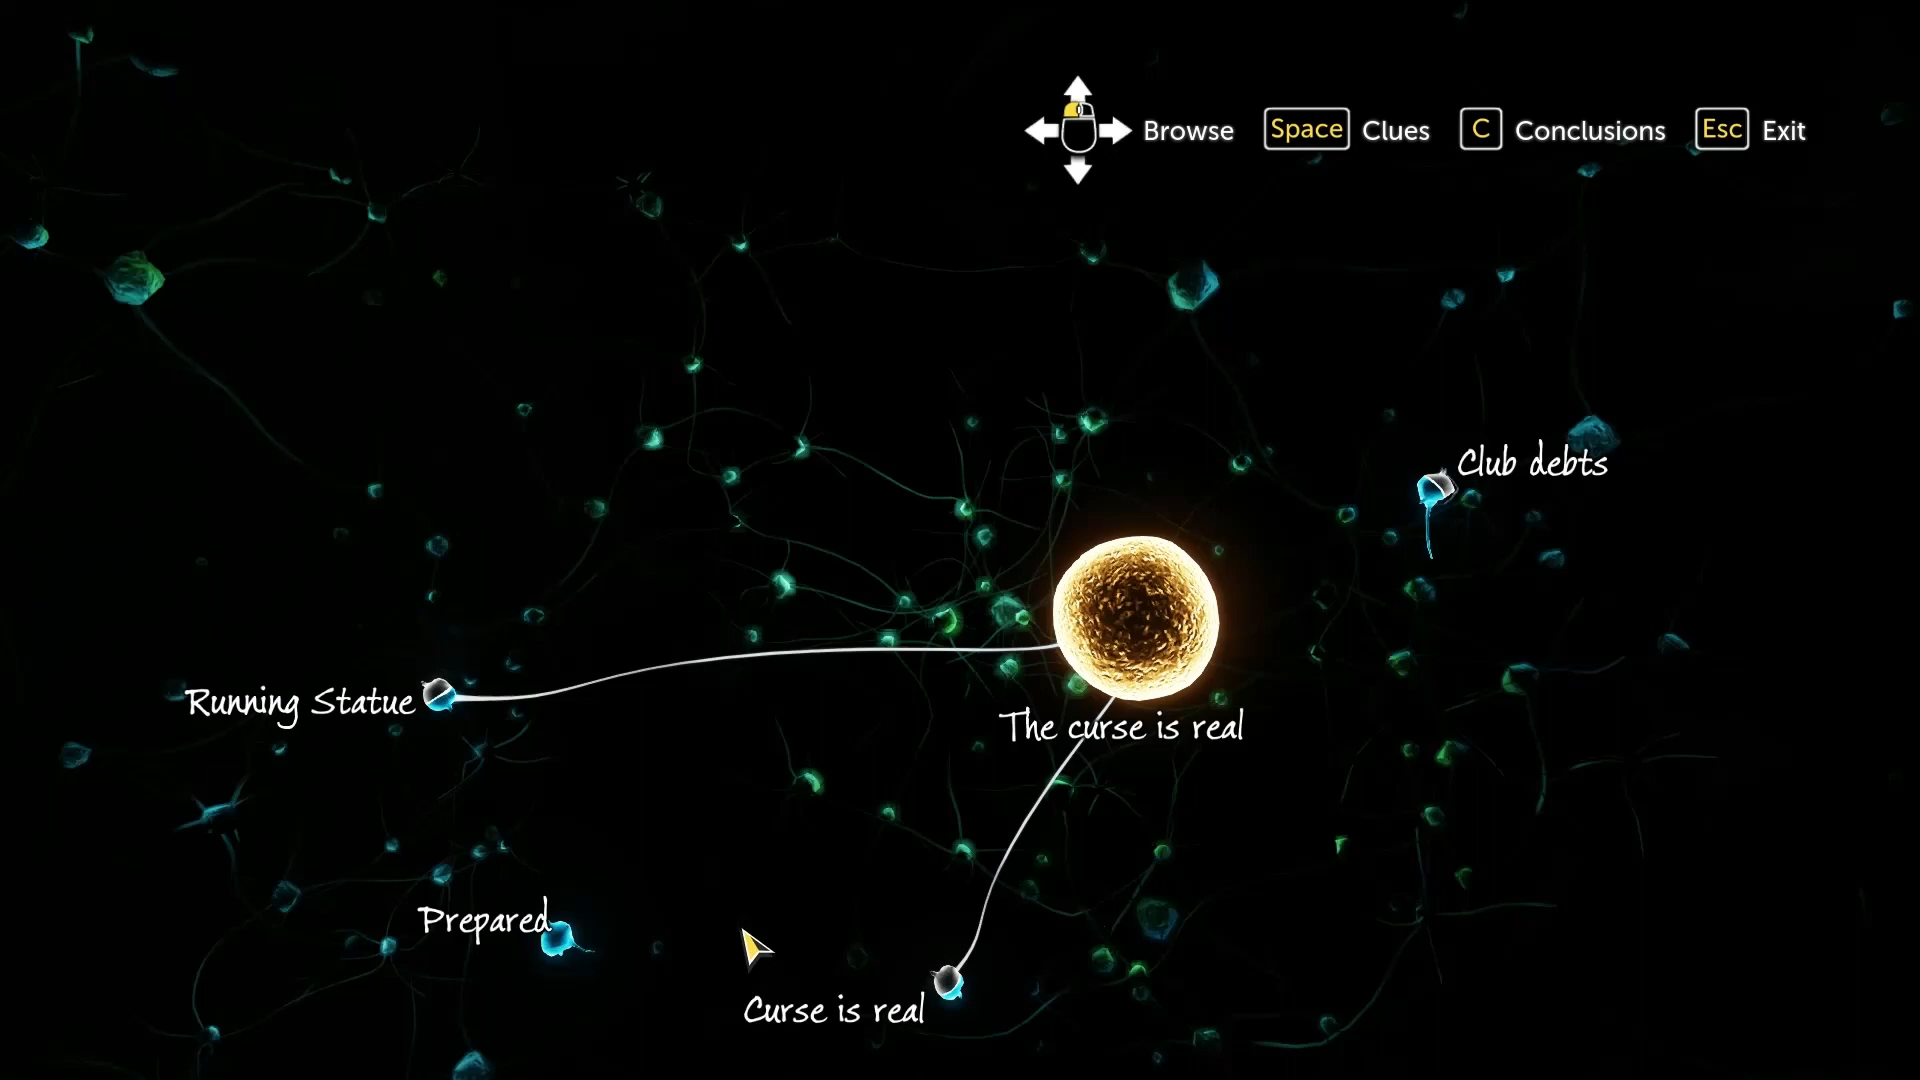 Browse Space Clues C Conclusions Esc Exit
Club debts
Running Statue
The curse is real
Prepared
Curse is real